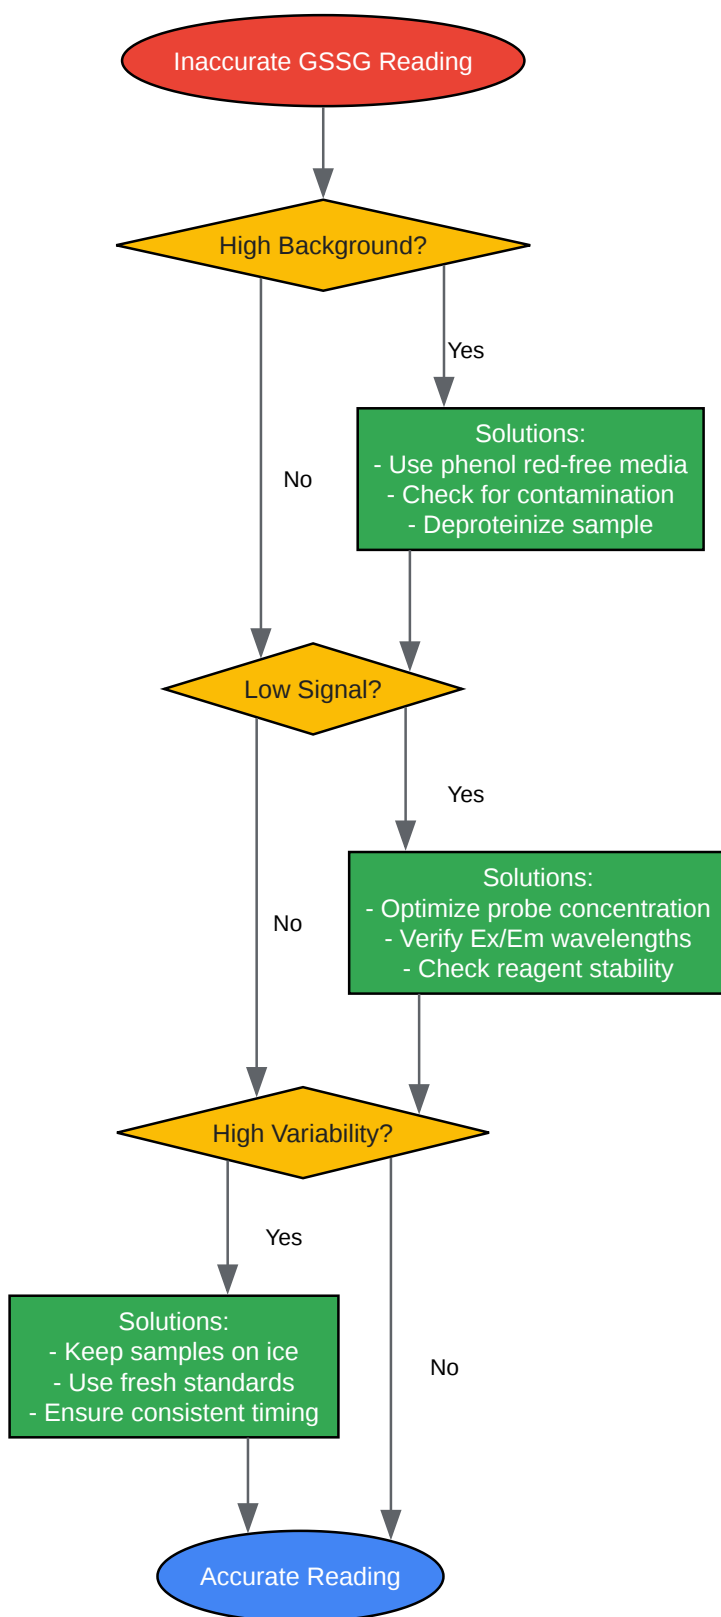 Inaccurate GSSG Reading
High Background?
Yes
Solutions:
- Use phenol red-free media
- Check for contamination
- Deproteinize sample
No
Low Signal?
Yes
Solutions:
- Optimize probe concentration
- Verify Ex/Em wavelengths
- Check reagent stability
No
High Variability?
Yes
Solutions:
- Keep samples on ice
- Use fresh standards
- Ensure consistent timing
No
Accurate Reading